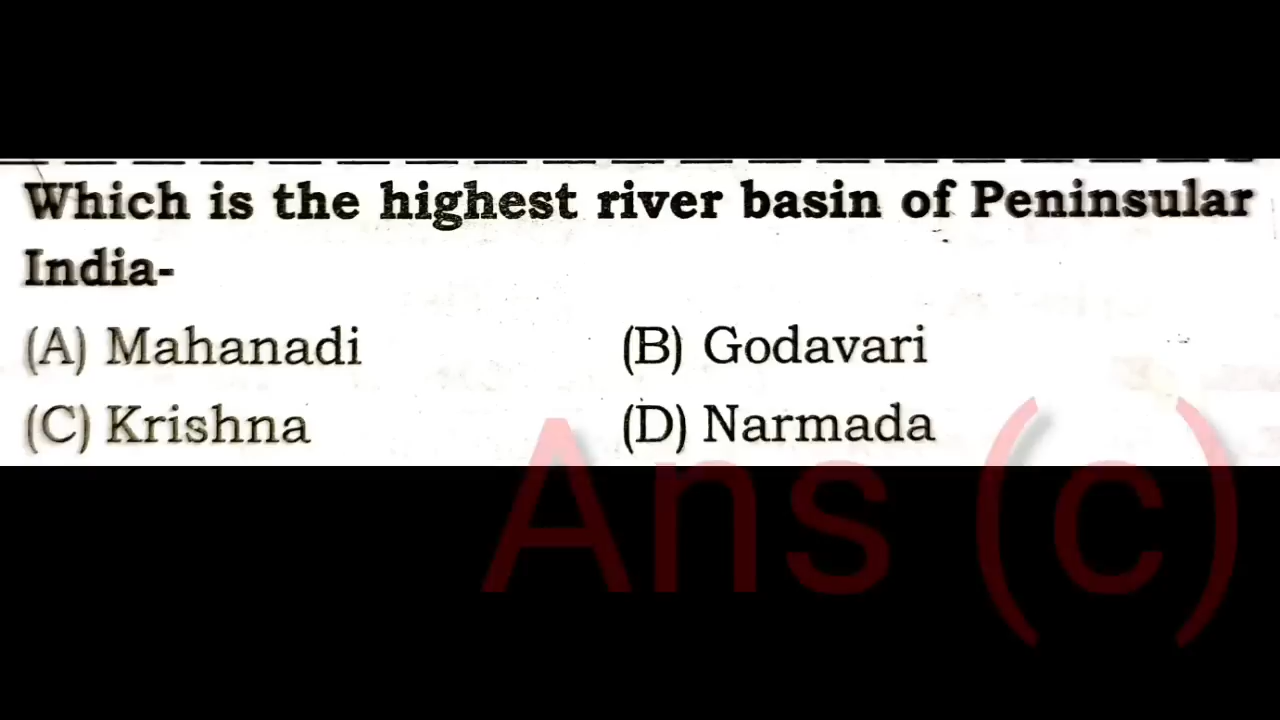 Which is the highest river basin of Peninsular
India-
(A) Mahanadi (B) Godavari
(C) Krishna (D) Narmada
Ans (c)